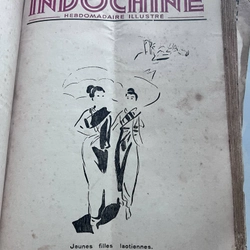 INDOCHINE
HEBDOMADAIRE ILLUSTRÉ
Jeunes filles laotiennes.